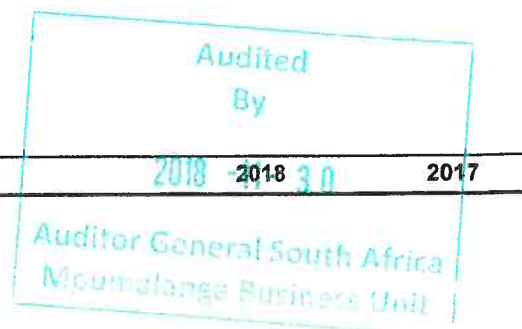 Audited
By
2018 -11- 30
2018 2017
Auditor General South Africa
Mpumalanga Business Unit